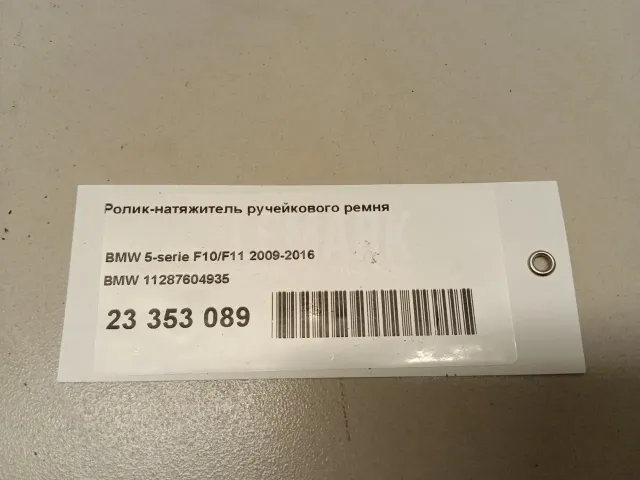 Ролик-натяжитель ручейкового ремня
BMW 5-serie F10/F11 2009-2016
BMW 11287604935
23 353 089